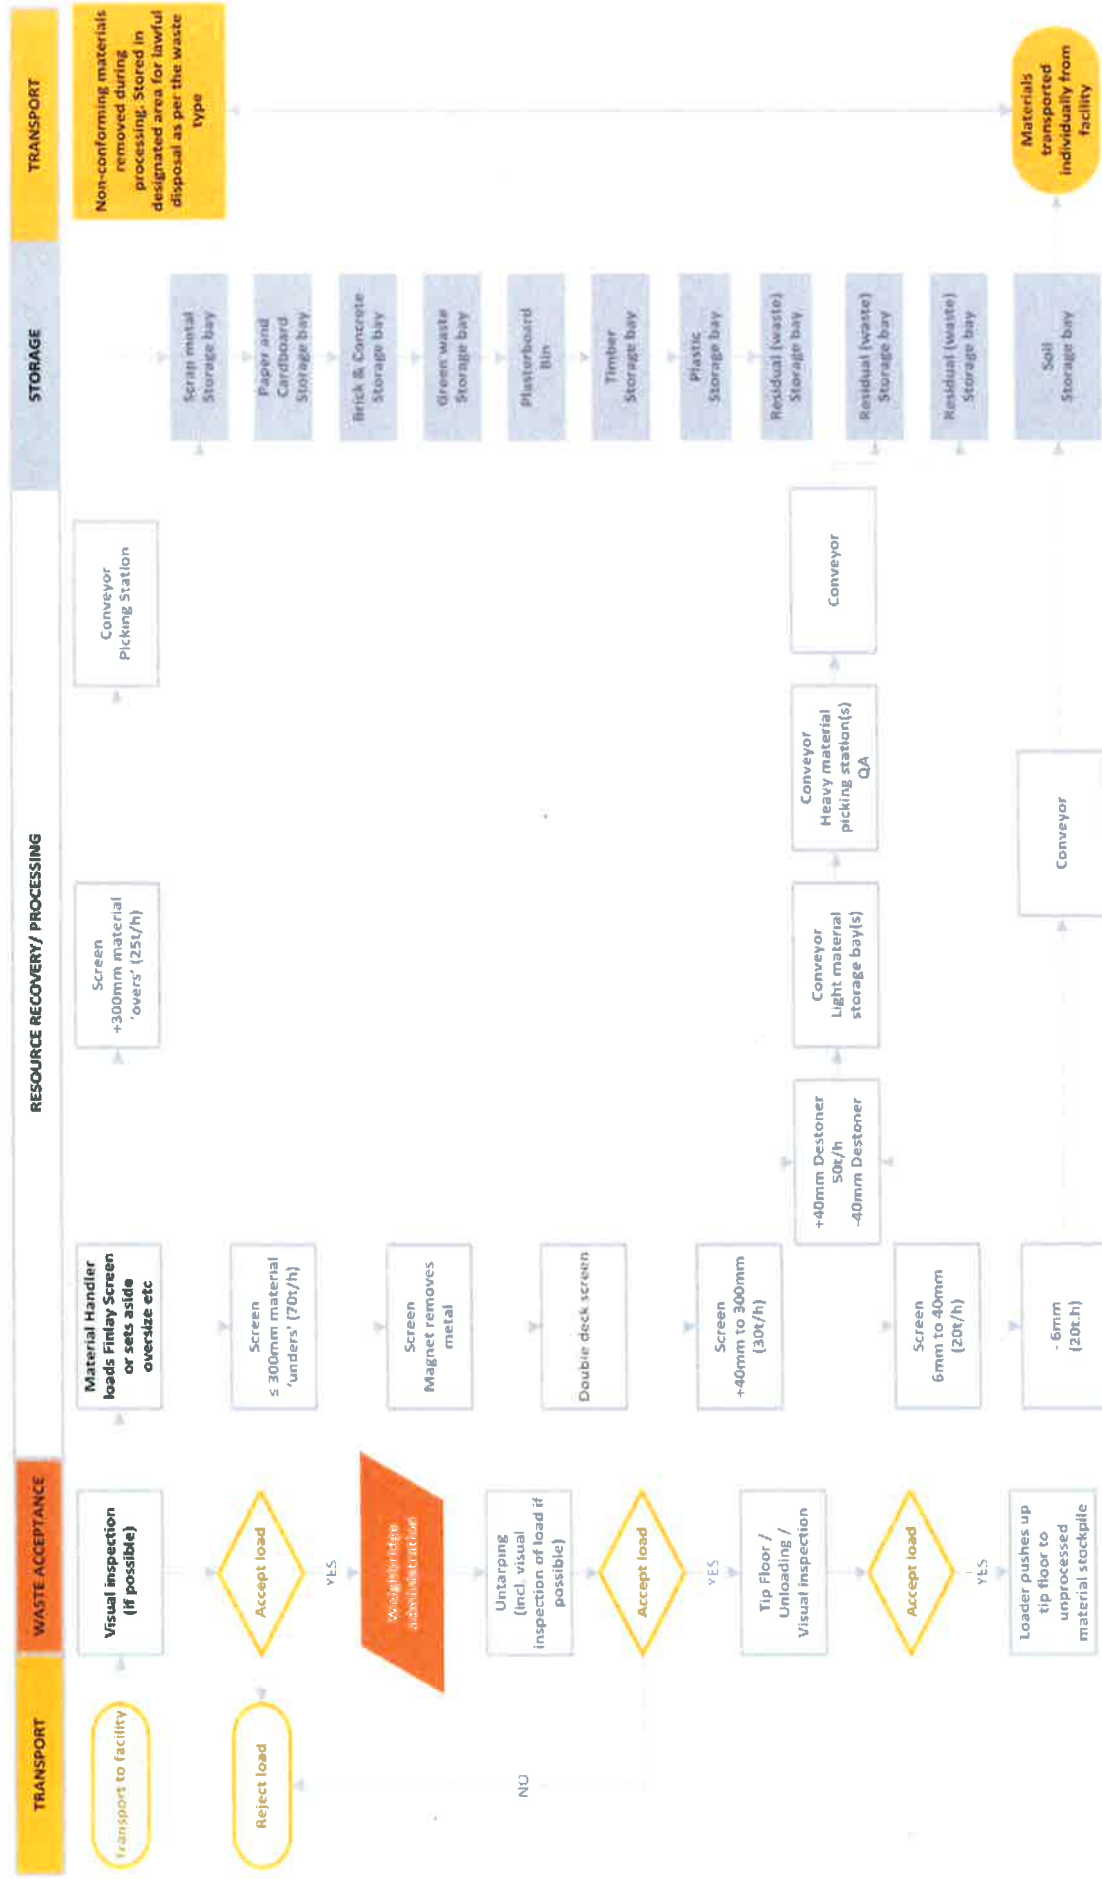 TRANSPORT
WASTE ACCEPTANCE
RESOURCE RECOVERY/ PROCESSING
STORAGE
TRANSPORT
Transport to facility
Reject load
NO
Visual inspection
(if possible)
Accept load
YES
Weighbridge
administration
Untarping
(Incl. visual
inspection of load if
possible)
Accept load
YES
Tip Floor /
Unloading /
Visual inspection
Accept load
YES
Loader pushes up
tip floor to
unprocessed
material stockpile
Material Handler
loads Finlay Screen
or sets aside
oversize etc
Screen
≤ 300mm material
'unders' (70t/h)
Screen
Magnet removes
metal
Double deck screen
Screen
+40mm to 300mm
(30t/h)
Screen
6mm to 40mm
(20t/h)
- 6mm
(20t.h)
Screen
+300mm material
'overs' (25t/h)
Conveyor
Picking Station
+40mm Destoner
50t/h
-40mm Destoner
Conveyor
Light material
storage bay(s)
Conveyor
Heavy material
picking station(s)
QA
Conveyor
Conveyor
Scrap metal
Storage bay
Paper and
Cardboard
Storage bay
Brick & Concrete
Storage bay
Green waste
Storage bay
Plasturboard
Bin
Timber
Storage bay
Plastic
Storage bay
Residual (waste)
Storage bay
Residual (waste)
Storage bay
Residual (waste)
Storage bay
Soil
Storage bay
Non-conforming materials
removed during
processing. Stored in
designated area for lawful
disposal as per the waste
type
Materials
transported
individually from
facility